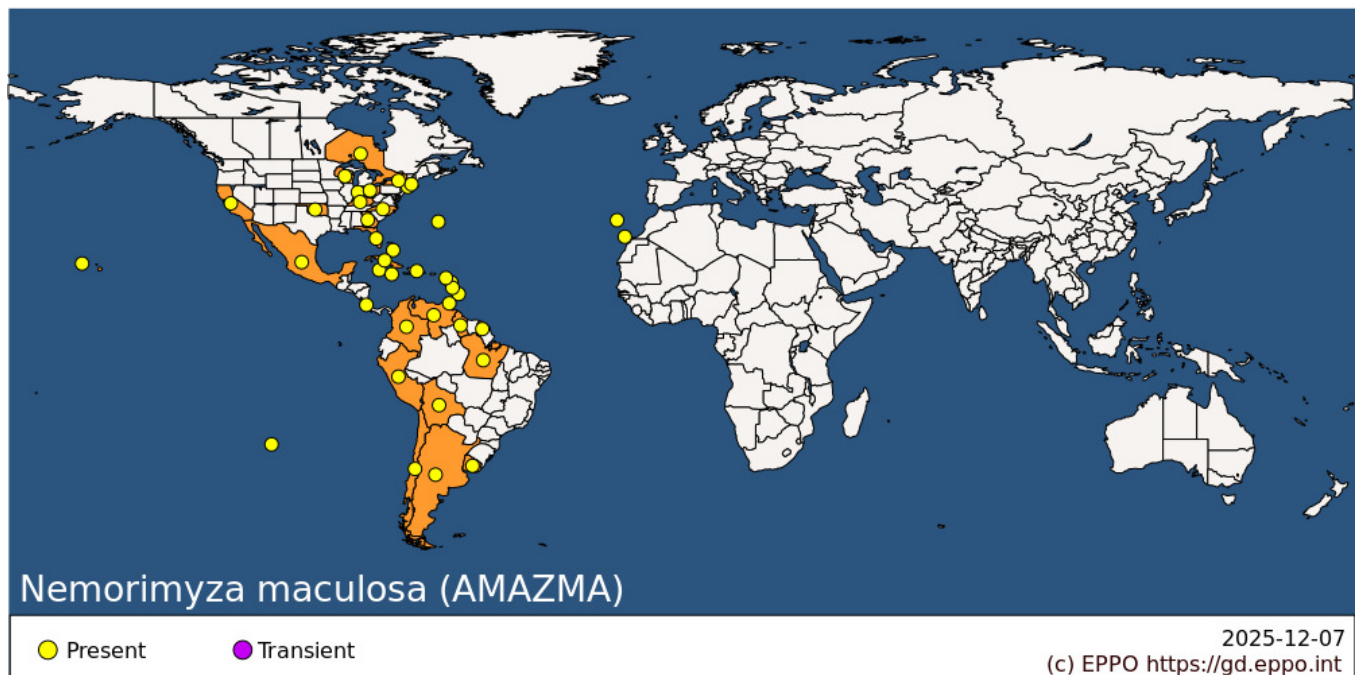 Nemorimyza maculosa (AMAZMA)
Present
Transient
2025-12-07
(c) EPPO https://gd.eppo.int